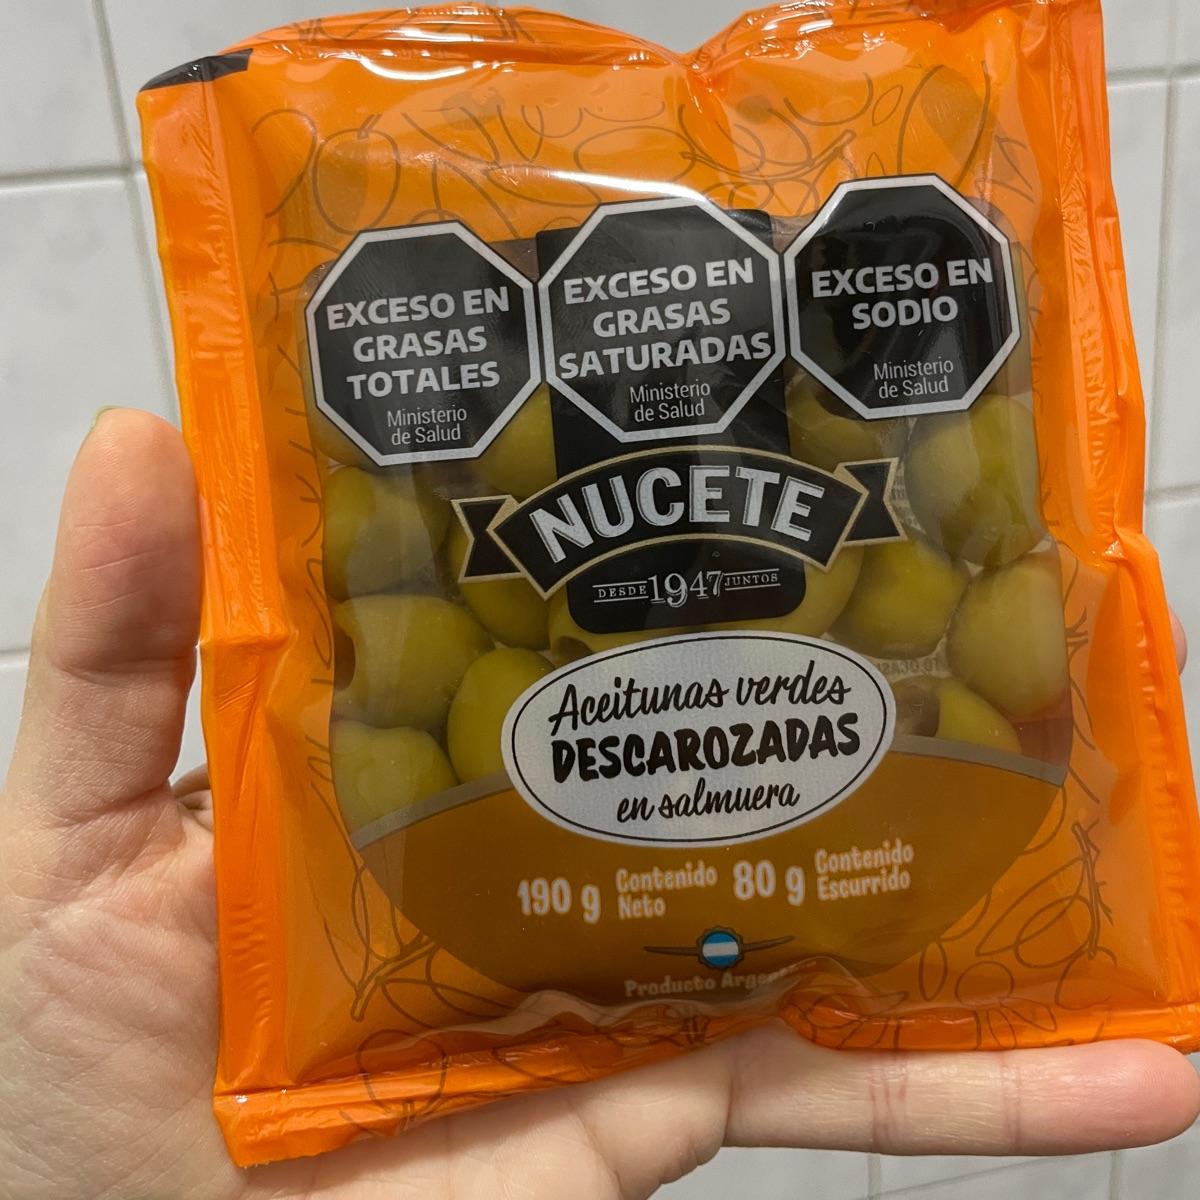 EXCESO EN
GRASAS
TOTALES
Ministerio
de Salud
EXCESO EN
GRASAS
SATURADAS
Ministerio
de Salud
EXCESO EN
SODIO
Ministerio
de Salud
NUCETE
DESDE 1947 JUNTOS
Aceitunas verdes
DESCAROZADAS
en salmuera
190 g Contenido
Neto
80 g Contenido
Escurrido
Producto